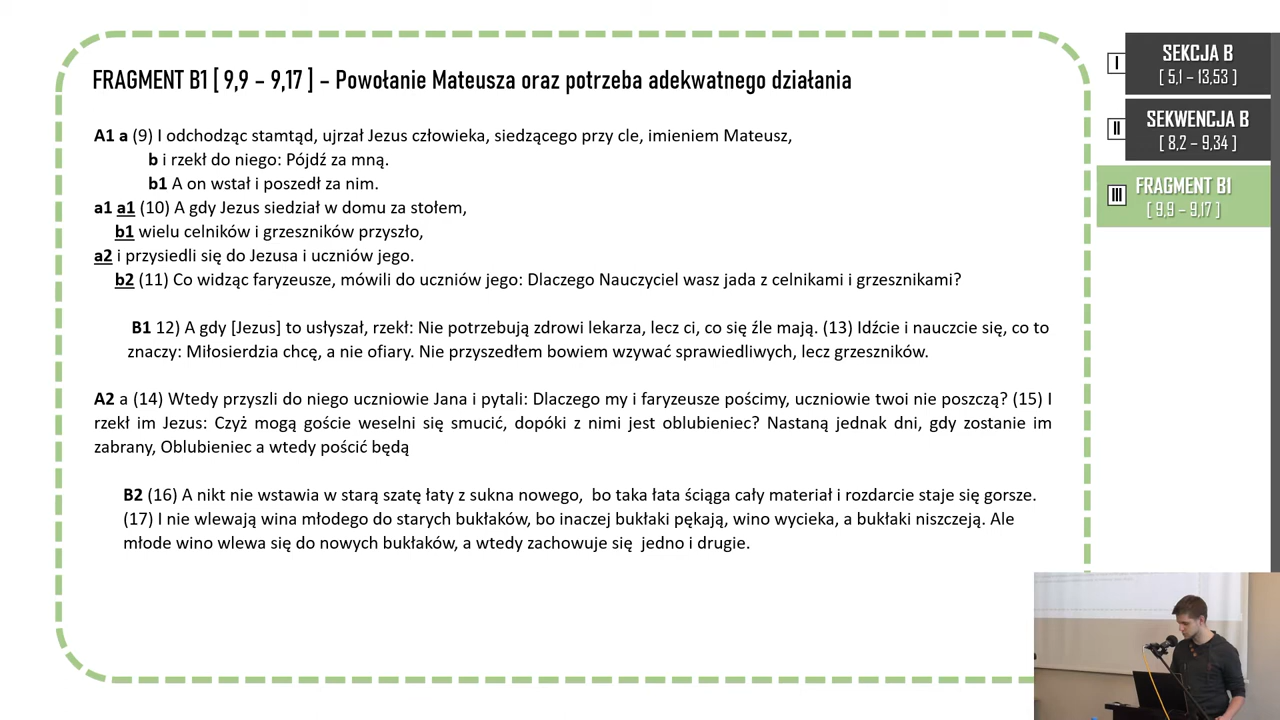 FRAGMENT B1 [ 9,9 – 9,17 ] – Powołanie Mateusza oraz potrzeba adekwatnego działania
A1 a (9) I odchodząc stamtąd, ujrzał Jezus człowieka, siedzącego przy cle, imieniem Mateusz,
b i rzekł do niego: Pójdź za mną.
b1 A on wstał i poszedł za nim.
a1 a1 (10) A gdy Jezus siedział w domu za stołem,
b1 wielu celników i grzeszników przyszło,
a2 i przysiedli się do Jezusa i uczniów jego.
b2 (11) Co widząc faryzeusze, mówili do uczniów jego: Dlaczego Nauczyciel wasz jada z celnikami i grzesznikami?
B1 12) A gdy [Jezus] to usłyszał, rzekł: Nie potrzebują zdrowi lekarza, lecz ci, co się źle mają. (13) Idźcie i nauczcie się, co to
znaczy: Miłosierdzia chcę, a nie ofiary. Nie przyszedłem bowiem wzywać sprawiedliwych, lecz grzeszników.
A2 a (14) Wtedy przyszli do niego uczniowie Jana i pytali: Dlaczego my i faryzeusze pościmy, uczniowie twoi nie poszczą? (15) I
rzekł im Jezus: Czyż mogą goście weselni się smucić, dopóki z nimi jest oblubieniec? Nastaną jednak dni, gdy zostanie im
zabrany, Oblubieniec a wtedy pościć będą
B2 (16) A nikt nie wstawia w starą szatę łaty z sukna nowego, bo taka łata ściąga cały materiał i rozdarcie staje się gorsze.
(17) I nie wlewają wina młodego do starych bukłaków, bo inaczej bukłaki pękają, wino wycieka, a bukłaki niszczeją. Ale
młode wino wlewa się do nowych bukłaków, a wtedy zachowuje się jedno i drugie.
I
SEKCJA B
[ 5,1 – 13,53 ]
II
SEKWENCJA B
[ 8,2 – 9,34 ]
III
FRAGMENT B1
[ 9,9 – 9,17 ]